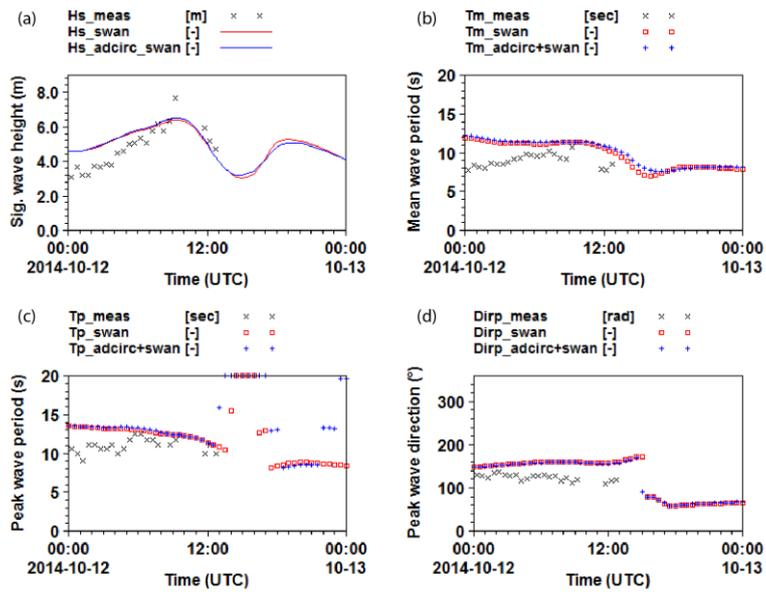 (a)
Hs_meas [m]
Hs_swan [-]
Hs_adcirc_swan [-]
Sig. wave height (m)
8.0
6.0
4.0
2.0
0.0
00:00 12:00 00:00
2014-10-12 10-13
Time (UTC)
(b)
Tm_meas [sec]
Tm_swan [-]
Tm_adcirc+swan [-]
Mean wave period (s)
20
15
10
5
0
00:00 12:00 00:00
2014-10-12 10-13
Time (UTC)
(c)
Tp_meas [sec]
Tp_swan [-]
Tp_adcirc+swan [-]
Peak wave period (s)
20
15
10
5
0
00:00 12:00 00:00
2014-10-12 10-13
Time (UTC)
(d)
Dirp_meas [rad]
Dirp_swan [-]
Dirp_adcirc+swan [-]
Peak wave direction (°)
300
200
100
0
00:00 12:00 00:00
2014-10-12 10-13
Time (UTC)